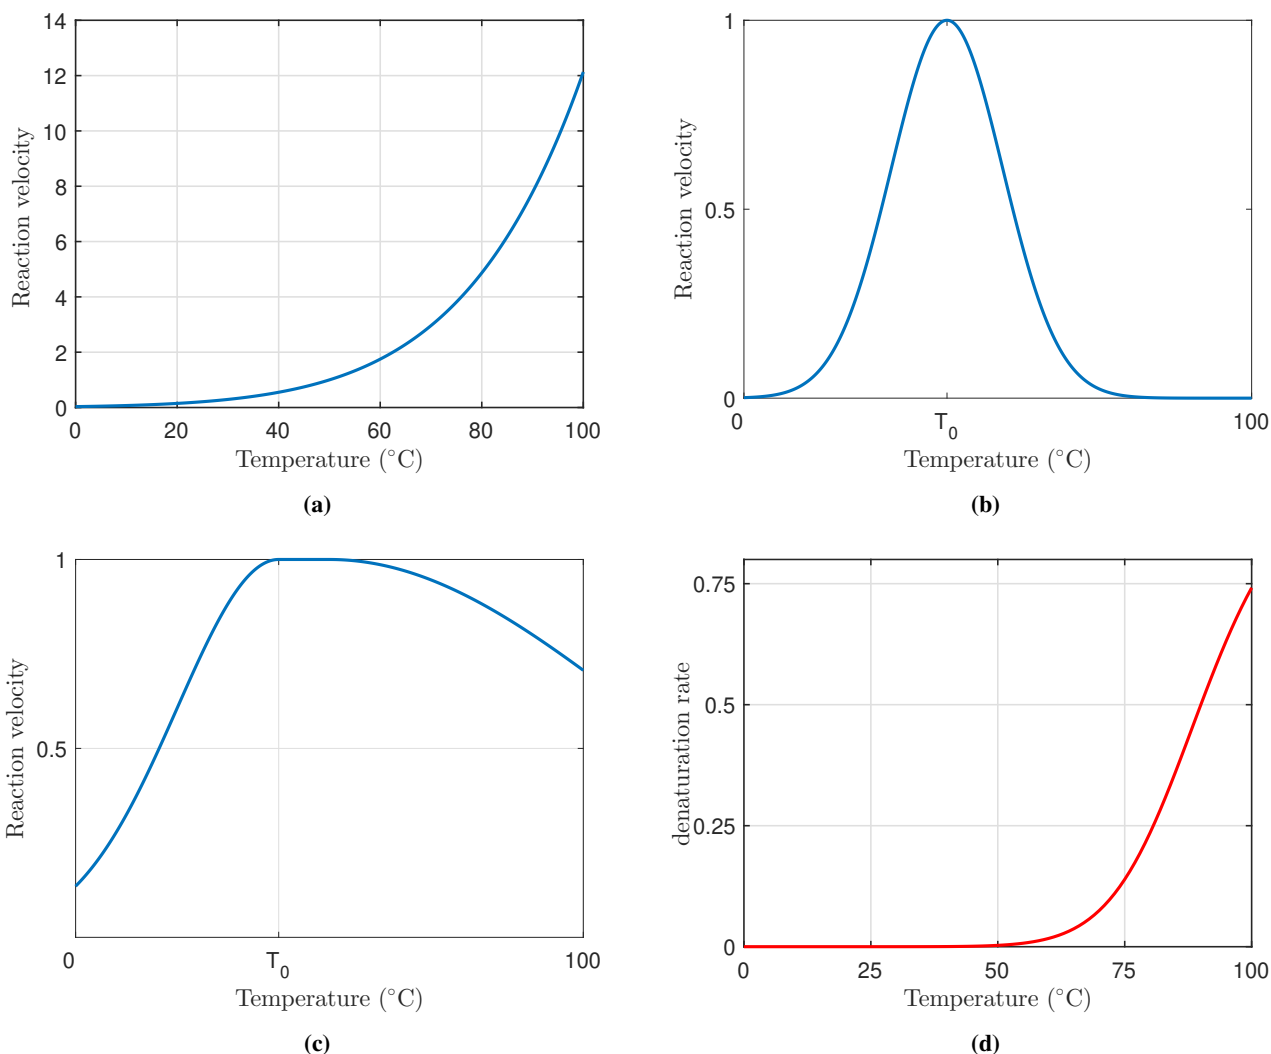 14
12
10
8
6
4
2
0
0 20 40 60 80 100
Reaction velocity
Temperature (°C)
(a)
1
0.5
0
0 T₀ 100
Reaction velocity
Temperature (°C)
(b)
1
0.5
0 T₀ 100
Reaction velocity
Temperature (°C)
(c)
0.75
0.5
0.25
0
0 25 50 75 100
denaturation rate
Temperature (°C)
(d)